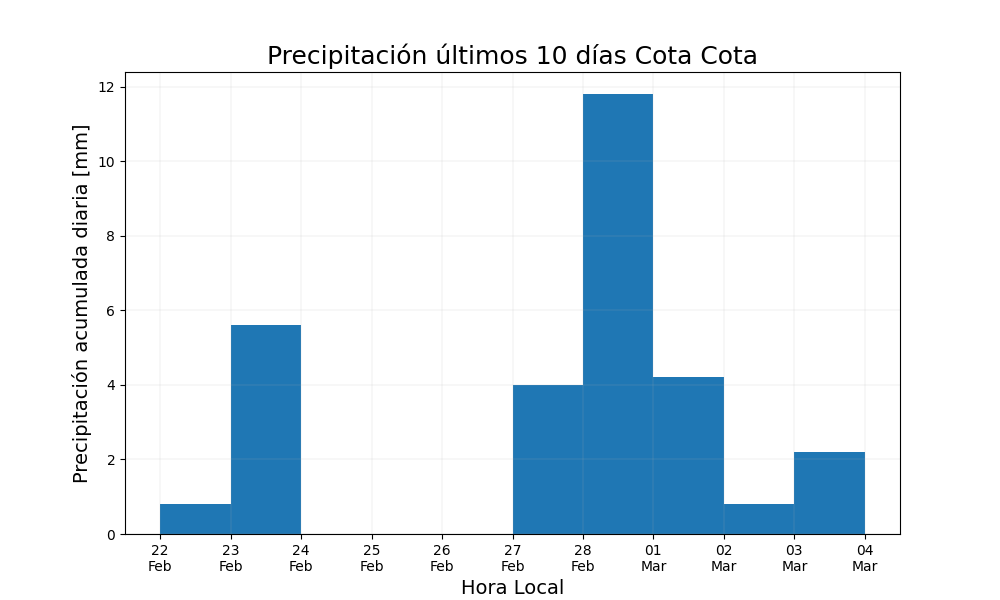 Precipitación últimos 10 días Cota Cota
Precipitación acumulada diaria [mm]
12
10
8
6
4
2
0
22 23 24 25 26 27 28 01 02 03 04
Feb Feb Feb Feb Feb Feb Feb Mar Mar Mar Mar
Hora Local